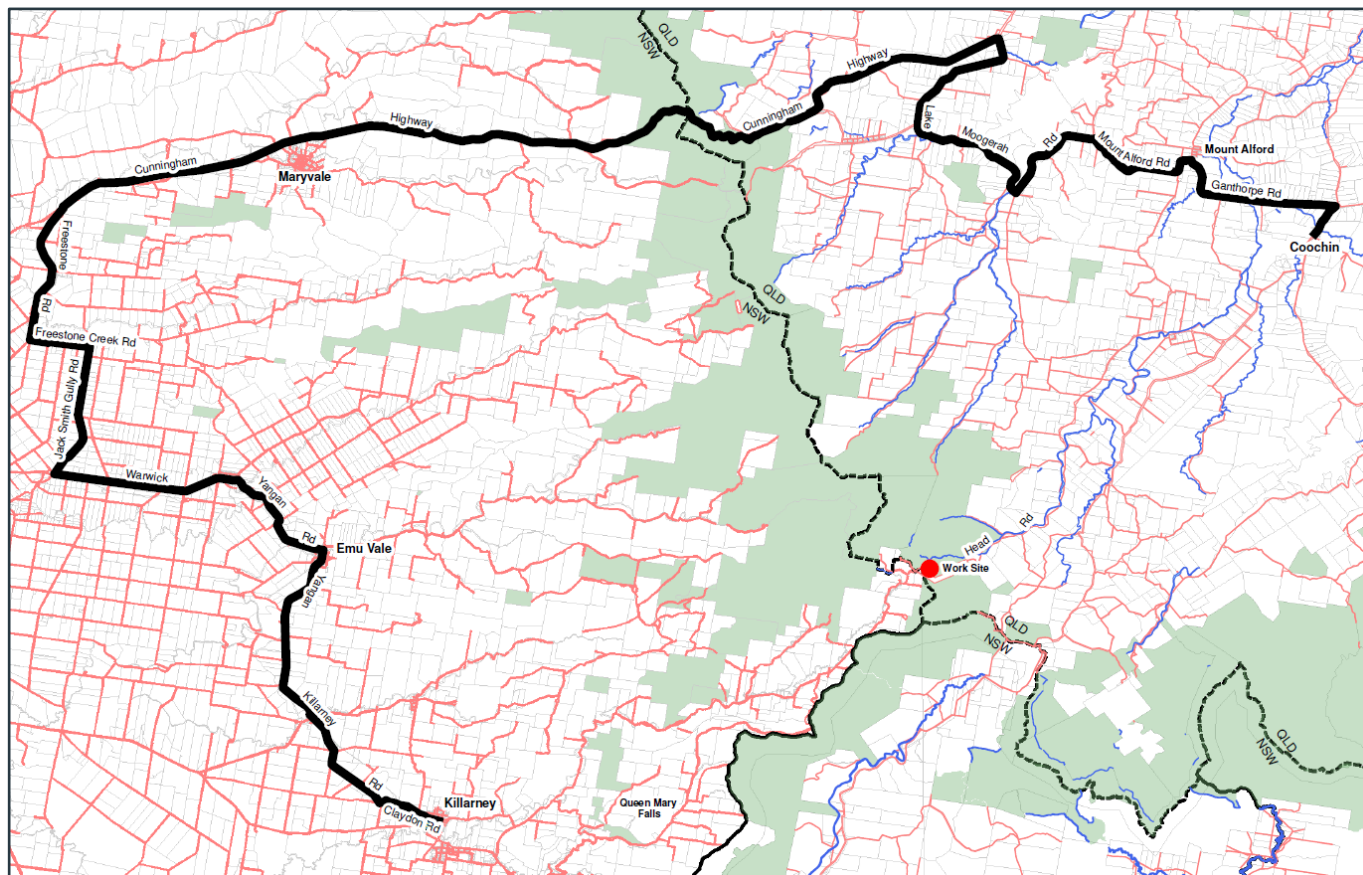 QLD
NSW
Highway
Cunningham
Highway
Cunningham
Maryvale
Lake
Moogerah
Rd
Mount Alford Rd
Mount Alford
Ganthorpe Rd
Coochin
Freestone
Rd
Freestone Creek Rd
Jack Smith Gully Rd
QLD
NSW
Warwick
Yangan
Rd
Emu Vale
Yangan
Head
Rd
Work Site
QLD
NSW
Killarney
Rd
Claydon Rd
Killarney
Queen Mary
Falls
QLD
NSW